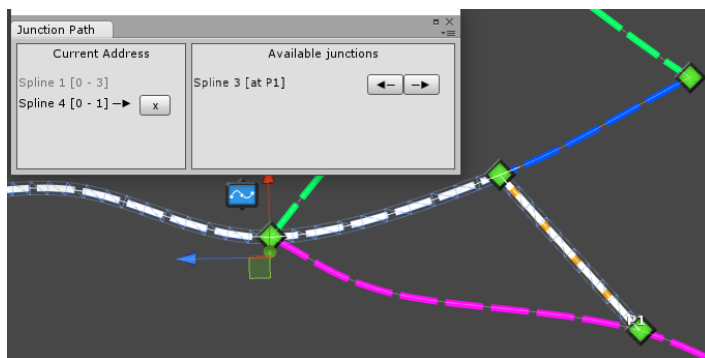 Junction Path
Current Address
Available junctions
Spline 1 [0 - 3]
Spline 4 [0 - 1]
x
Spline 3 [at P1]
P1